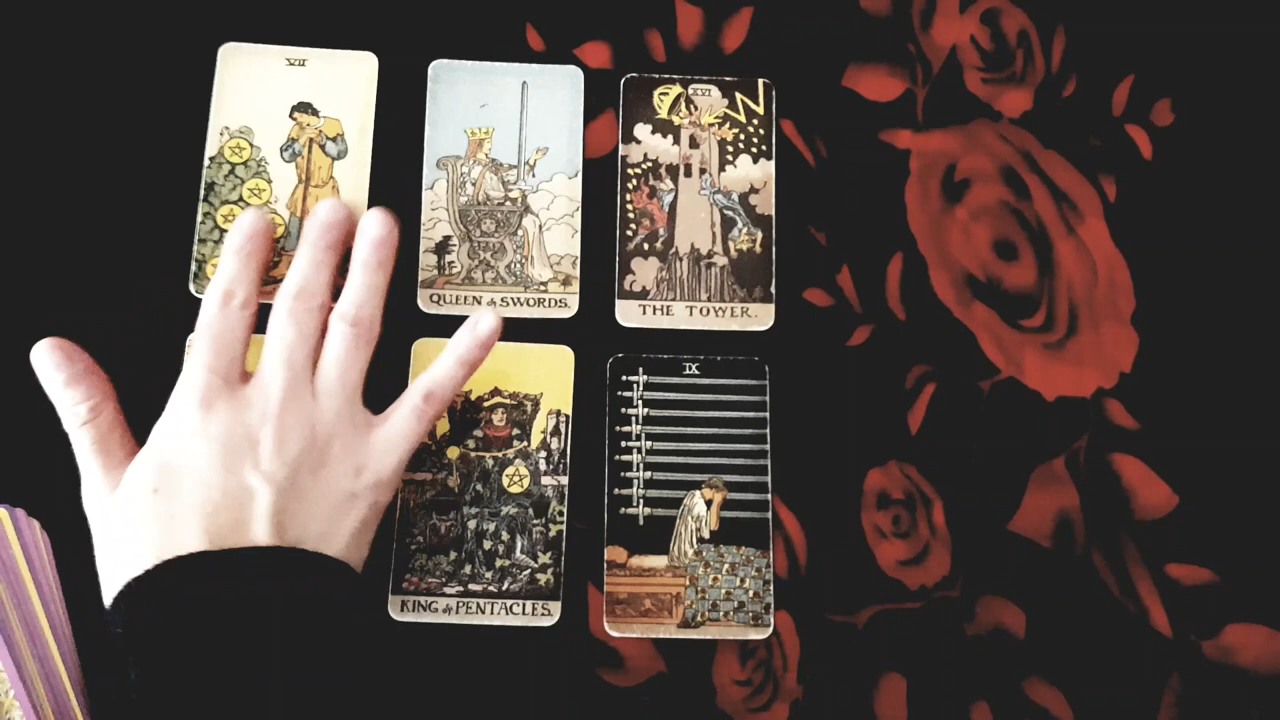 VII
QUEEN of SWORDS.
XVI
THE TOWER.
KING of PENTACLES.
IX